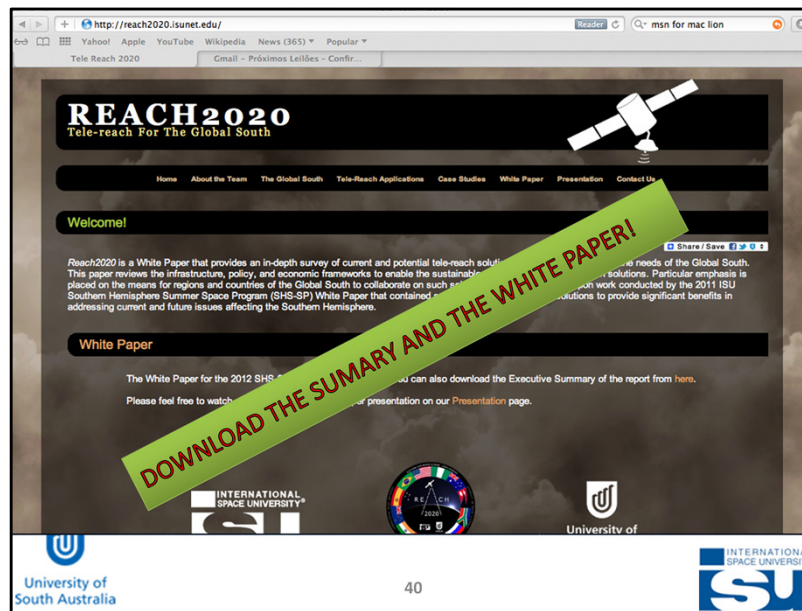 http://reach2020.isunet.edu/
Reader
msn for mac lion
Yahoo! Apple YouTube Wikipedia News (365) Popular
Tele Reach 2020
Gmail – Próximos Leilões – Confir...
REACH2020
Tele-reach For The Global South
Home About the Team The Global South Tele-Reach Applications Case Studies White Paper Presentation Contact Us
Welcome!
Share / Save
Reach2020 is a White Paper that provides an in-depth survey of current and potential tele-reach needs of the Global South.
This paper reviews the infrastructure, policy, and economic frameworks to enable the solutions. Particular emphasis is
placed on the means for regions and countries of the Global South to collaborate on such work conducted by the 2011 ISU
Southern Hemisphere Summer Space Program (SHS-SP) White Paper that contained to provide significant benefits in
addressing current and future issues affecting the Southern Hemisphere.
DOWNLOAD THE SUMARY AND THE WHITE PAPER!
White Paper
The White Paper for the 2012 can also download the Executive Summary of the report from here.
Please feel free to watch presentation on our Presentation page.
INTERNATIONAL
SPACE UNIVERSITY
REACH
2020
University of
University of
South Australia
40
INTERNATIONAL
SPACE UNIVERSITY